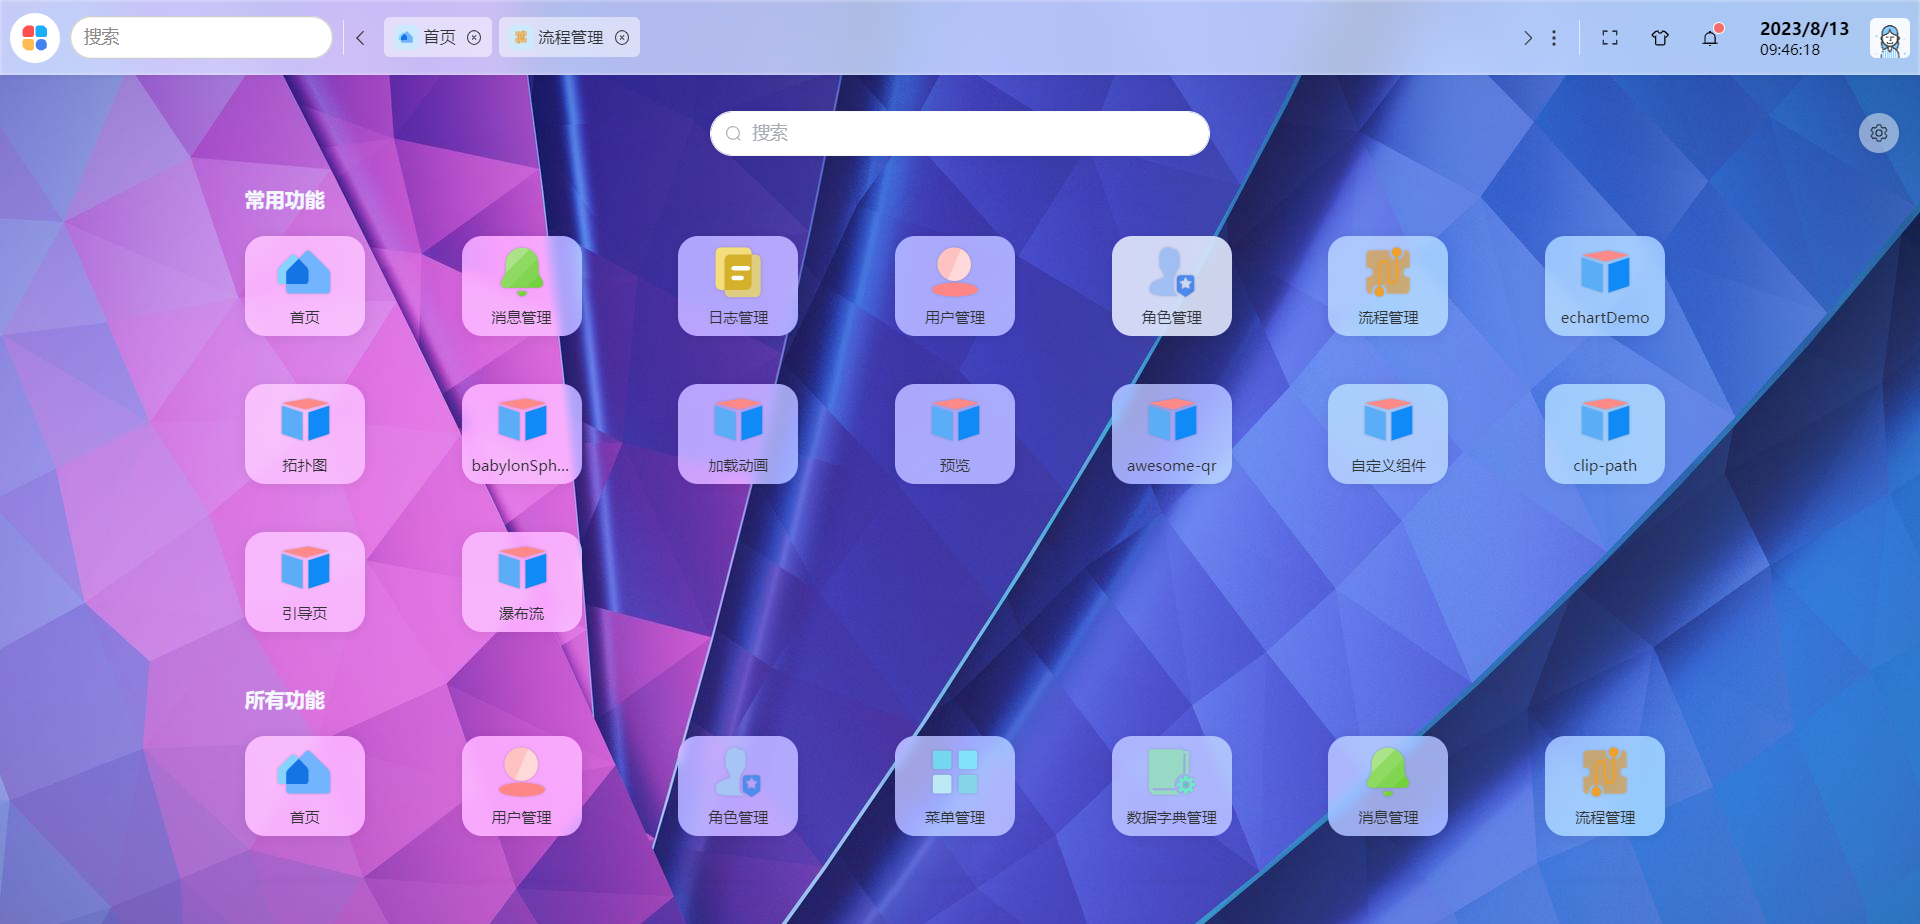 搜索
首页
流程管理
2023/8/13
09:46:18
搜索
常用功能
首页
消息管理
日志管理
用户管理
角色管理
流程管理
echartDemo
拓扑图
babylonSph...
加载动画
预览
awesome-qr
自定义组件
clip-path
引导页
瀑布流
所有功能
首页
用户管理
角色管理
菜单管理
数据字典管理
消息管理
流程管理